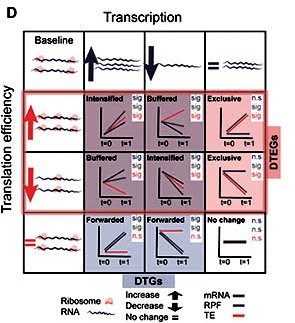 D
Transcription
Baseline
=
Translation efficiency
Intensified
sig
sig
sig
t=0 t=1
Buffered
sig
sig
sig
t=0 t=1
Exclusive
n.s
sig
sig
t=0 t=1
Buffered
sig
sig
sig
t=0 t=1
Intensified
sig
sig
sig
t=0 t=1
Exclusive
n.s
sig
sig
t=0 t=1
DTEGs
=
Forwarded
sig
sig
n.s
t=0 t=1
Forwarded
sig
sig
n.s
t=0 t=1
No change
n.s
n.s
n.s
t=0 t=1
DTGs
Ribosome
RNA
Increase
Decrease
No change =
mRNA
RPF
TE